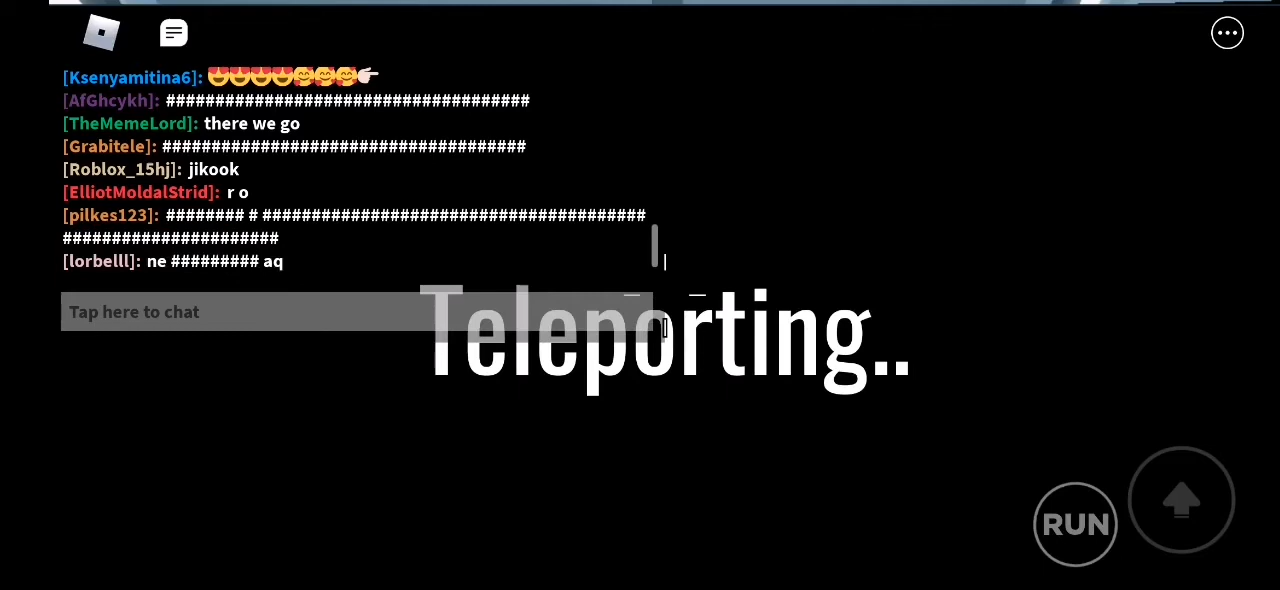 [Ksenyamitina6]: 😍😍😍😍🥰🥰🥰👉🏻
[AfGhcykh]: #####################################
[TheMemeLord]: there we go
[Grabitele]: #####################################
[Roblox_15hj]: jikook
[ElliotMoldalStrid]: r o
[pilkes123]: ######## # #######################################
######################
[lorbelll]: ne ######### aq
Tap here to chat
Teleporting..
RUN